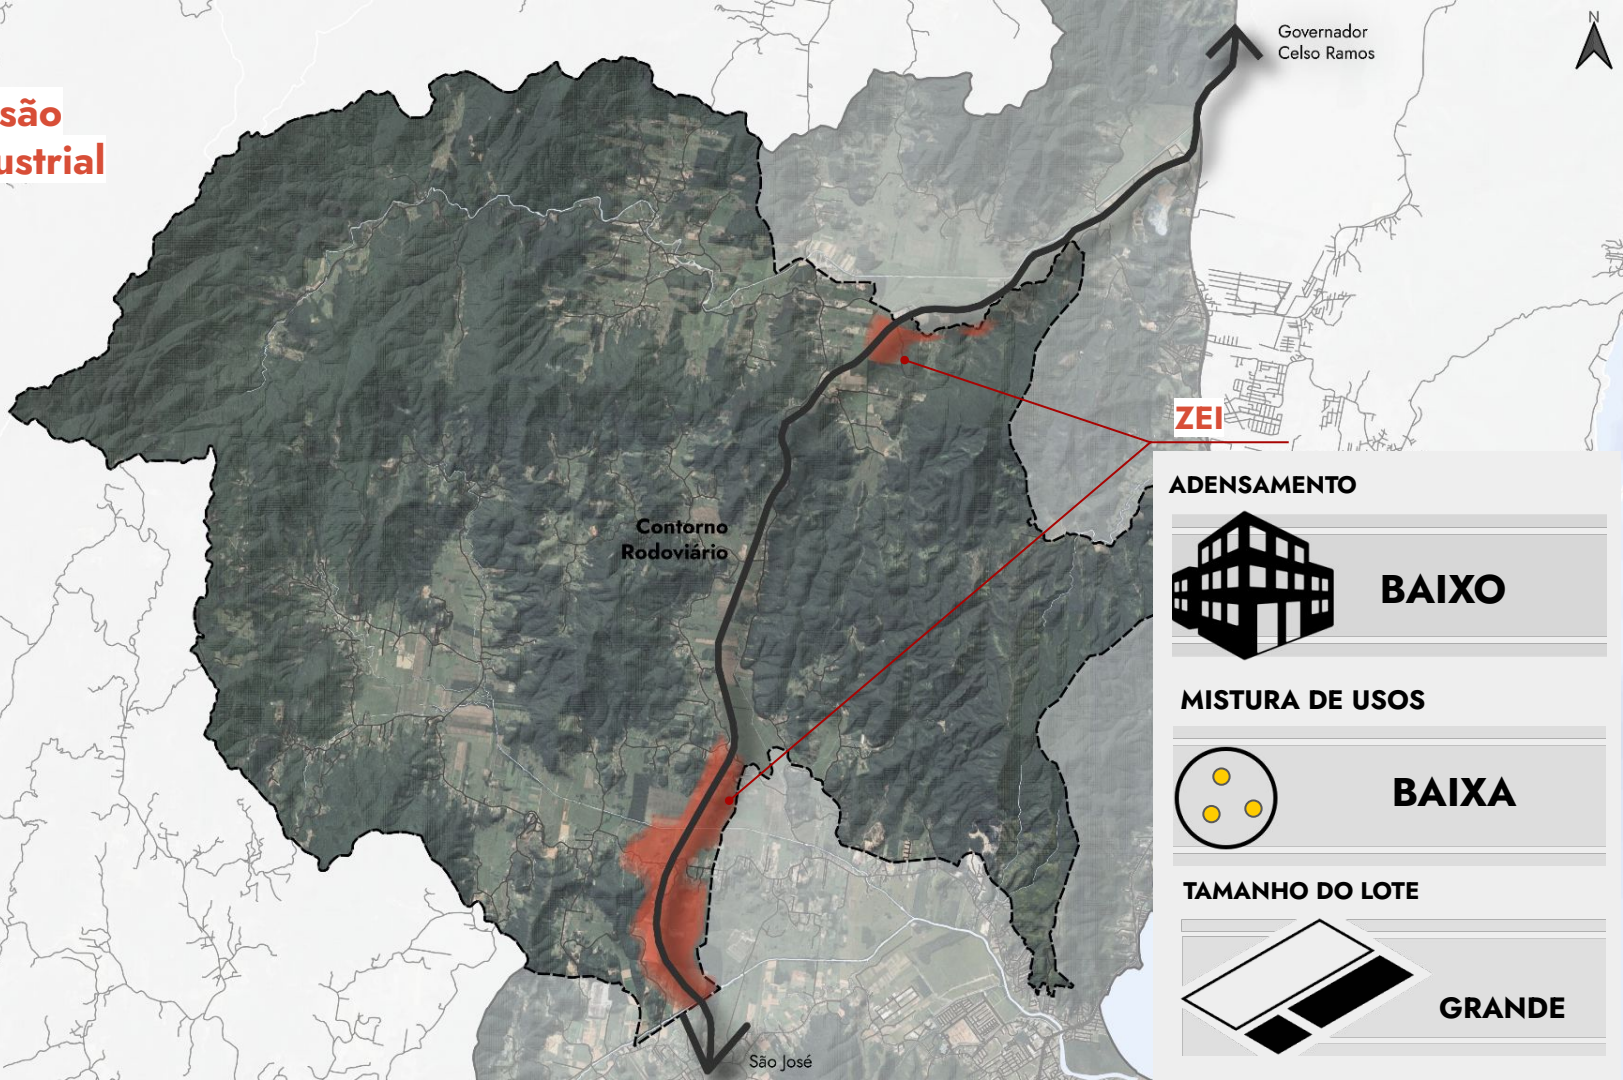 N
Governador
Celso Ramos
são
ustrial
ZEI
ADENSAMENTO
BAIXO
Contorno
Rodoviário
MISTURA DE USOS
BAIXA
TAMANHO DO LOTE
GRANDE
São José